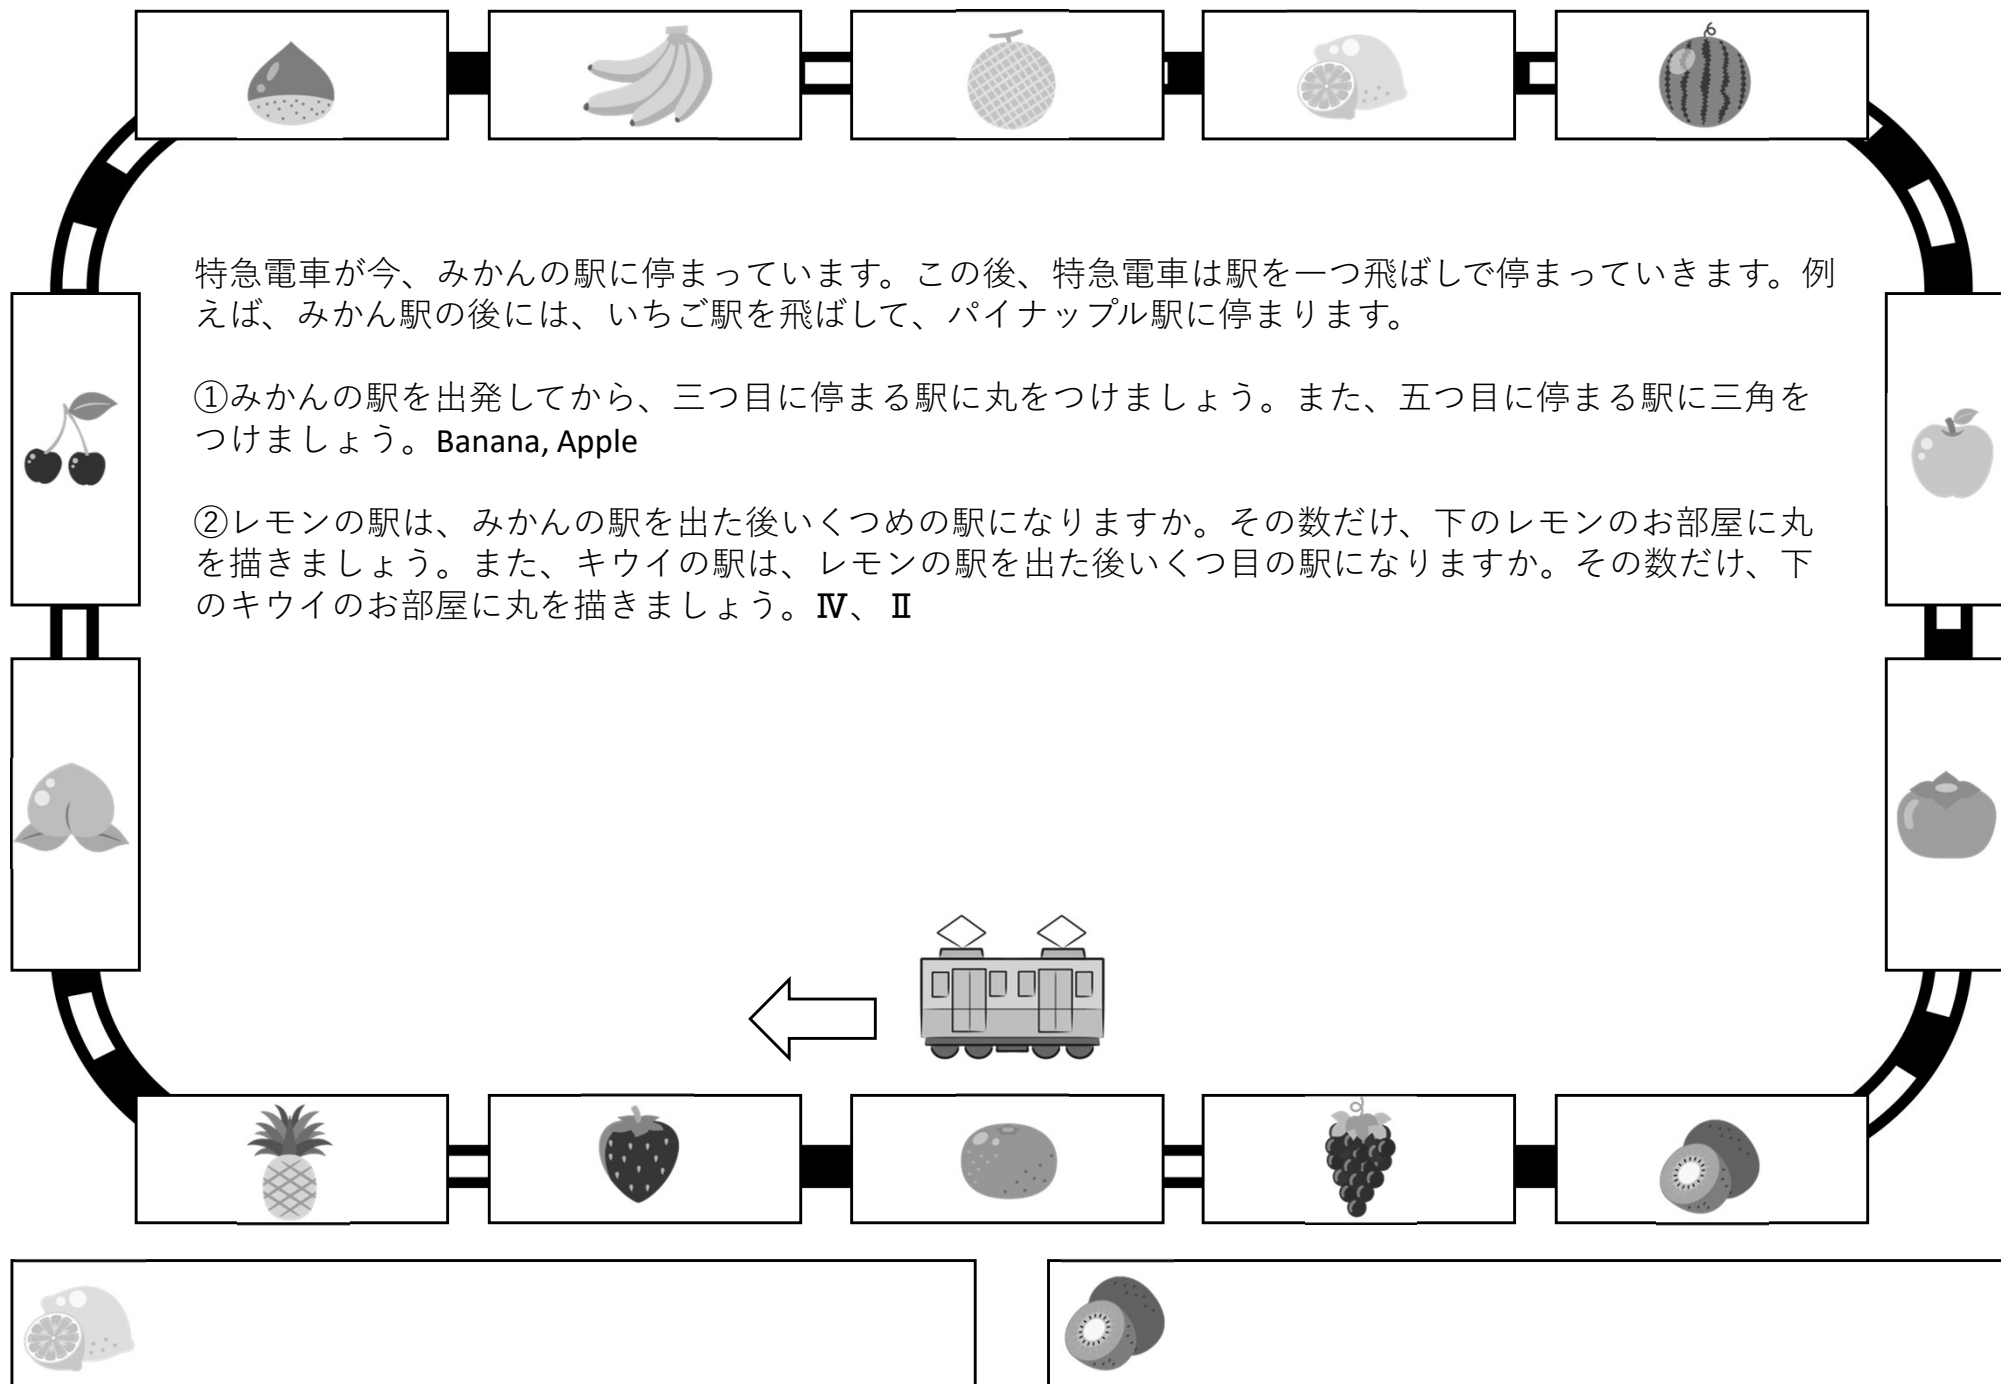 特急電車が今、みかんの駅に停まっています。この後、特急電車は駅を一つ飛ばしで停まっていきます。例
えば、みかん駅の後には、いちご駅を飛ばして、パイナップル駅に停まります。
①みかんの駅を出発してから、三つ目に停まる駅に丸をつけましょう。また、五つ目に停まる駅に三角を
つけましょう。Banana, Apple
②レモンの駅は、みかんの駅を出た後いくつめの駅になりますか。その数だけ、下のレモンのお部屋に丸
を描きましょう。また、キウイの駅は、レモンの駅を出た後いくつ目の駅になりますか。その数だけ、下
のキウイのお部屋に丸を描きましょう。Ⅳ、Ⅱ